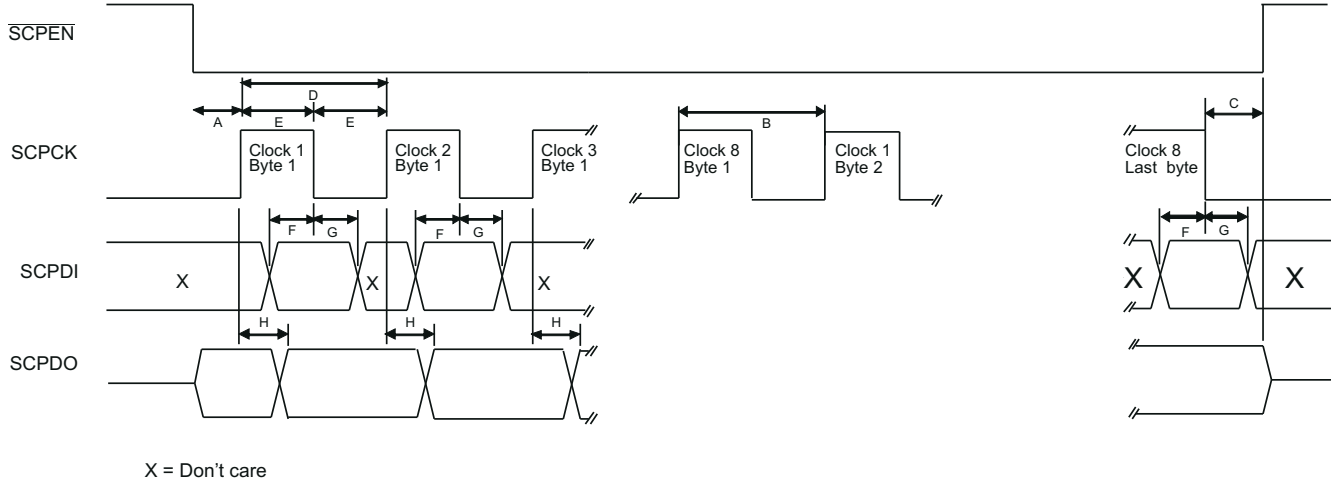 SCPEN
D
A E E B C
SCPCK
Clock 1 Clock 2 Clock 3 Clock 8 Clock 1 Clock 8
Byte 1 Byte 1 Byte 1 Byte 1 Byte 2 Last byte
F G F G F G
SCPDI
X X X X X
H H H
SCPDO
X = Don't care